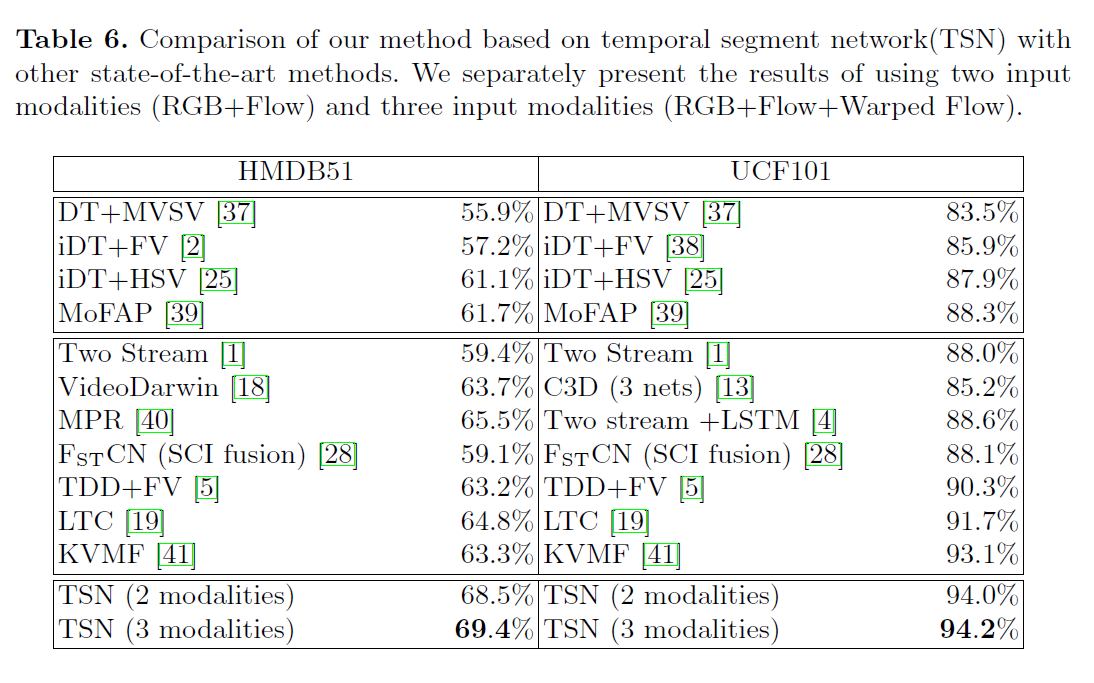 Table 6. Comparison of our method based on temporal segment network(TSN) with
other state-of-the-art methods. We separately present the results of using two input
modalities (RGB+Flow) and three input modalities (RGB+Flow+Warped Flow).
HMDB51 UCF101
DT+MVSV [37] 55.9% DT+MVSV [37] 83.5%
iDT+FV [2] 57.2% iDT+FV [38] 85.9%
iDT+HSV [25] 61.1% iDT+HSV [25] 87.9%
MoFAP [39] 61.7% MoFAP [39] 88.3%
Two Stream [1] 59.4% Two Stream [1] 88.0%
VideoDarwin [18] 63.7% C3D (3 nets) [13] 85.2%
MPR [40] 65.5% Two stream +LSTM [4] 88.6%
FSTCN (SCI fusion) [28] 59.1% FSTCN (SCI fusion) [28] 88.1%
TDD+FV [5] 63.2% TDD+FV [5] 90.3%
LTC [19] 64.8% LTC [19] 91.7%
KVMF [41] 63.3% KVMF [41] 93.1%
TSN (2 modalities) 68.5% TSN (2 modalities) 94.0%
TSN (3 modalities) 69.4% TSN (3 modalities) 94.2%